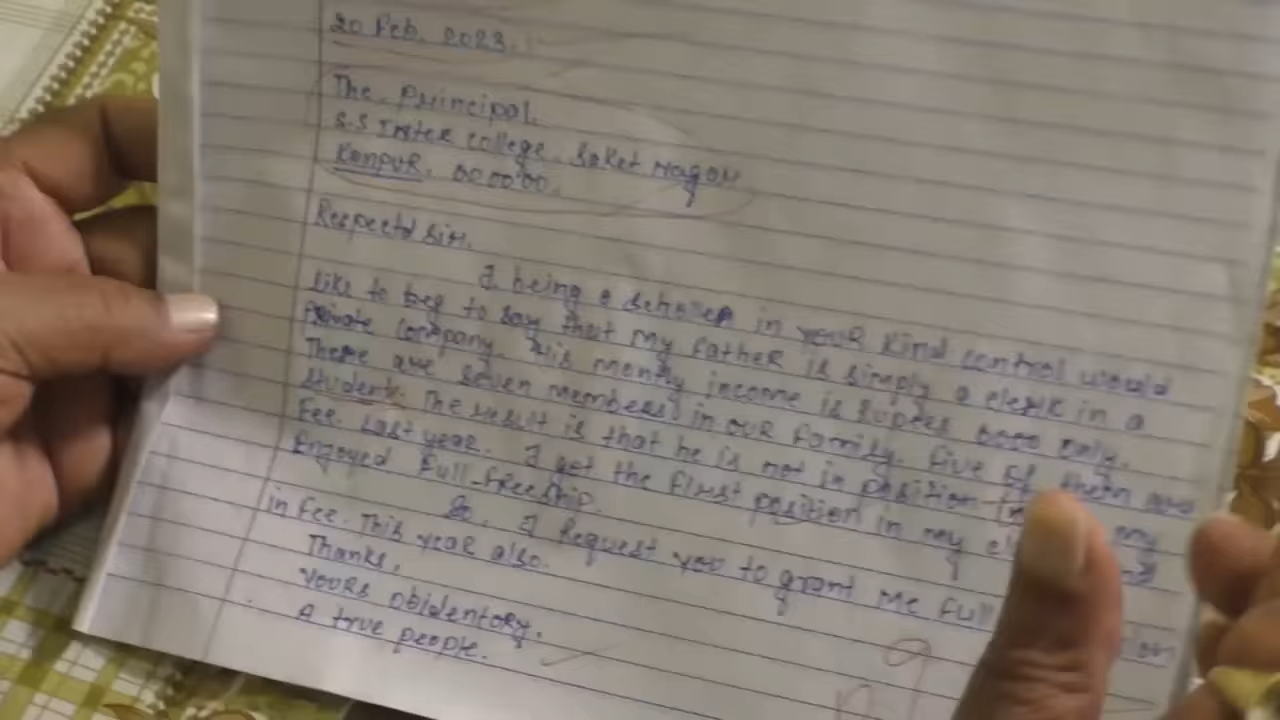 20 Feb. 2023.
The. Principal.
S.S Inter college. Saket Nagar
Kanpur. 000000.
Respectd Sir.
I being a scholar in your kind control would
like to beg to say that my father is simply a clerk in a
Private company. His montly income is rupees 6000 only.
There are seven members in our family. Five of them are
students. The result is that he is not in position my
Fee. Last year. I got the first position in my
Enjoyed full-freeship.
So. I Request you to grant me full
in Fee. This year also.
Thanks,
Yours obidentory.
A true people.